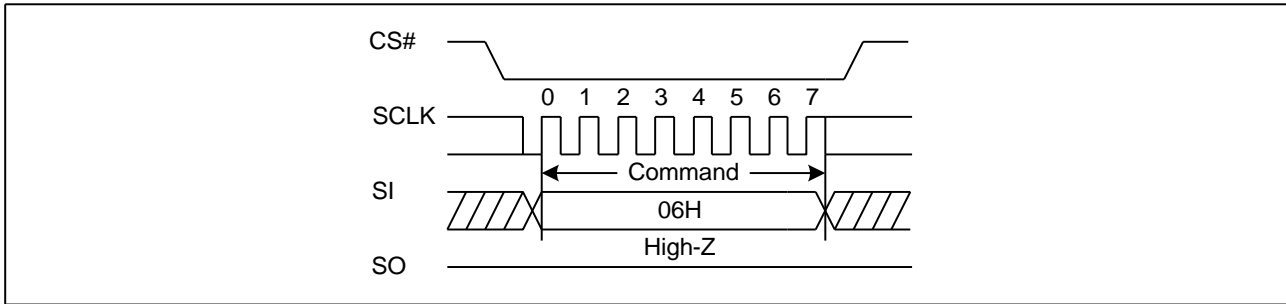 CS#
0 1 2 3 4 5 6 7
SCLK
Command
SI
06H
High-Z
SO